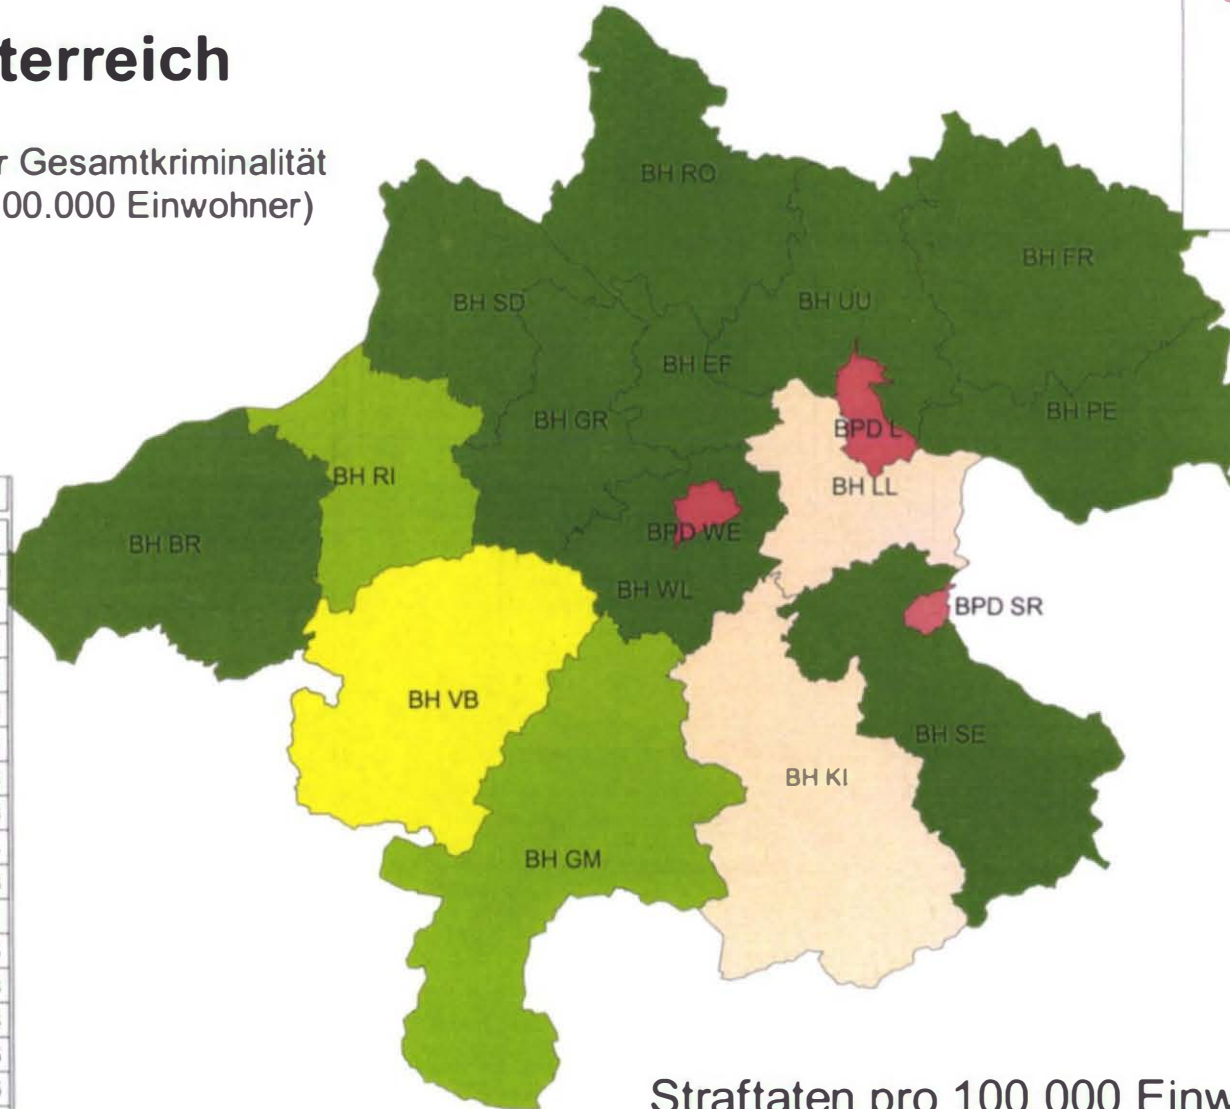 terreich
r Gesamtkriminalität
00.000 Einwohner)
BH RO
BH FR
BH SD
BH UU
BH EF
BH PE
BH GR
BPD L
BH RI
BH LL
BPD WE
BH BR
BH WL
BPD SR
BH VB
BH SE
BH KI
BH GM
Straftaten pro 100 000 Einw